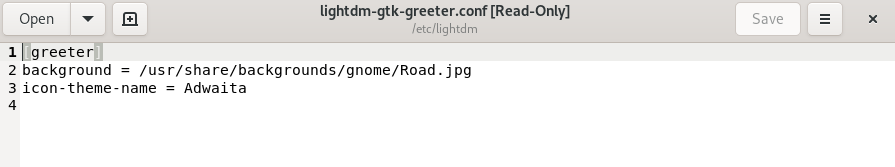 Open
lightdm-gtk-greeter.conf [Read-Only]
/etc/lightdm
Save
1 [greeter]
2 background = /usr/share/backgrounds/gnome/Road.jpg
3 icon-theme-name = Adwaita
4